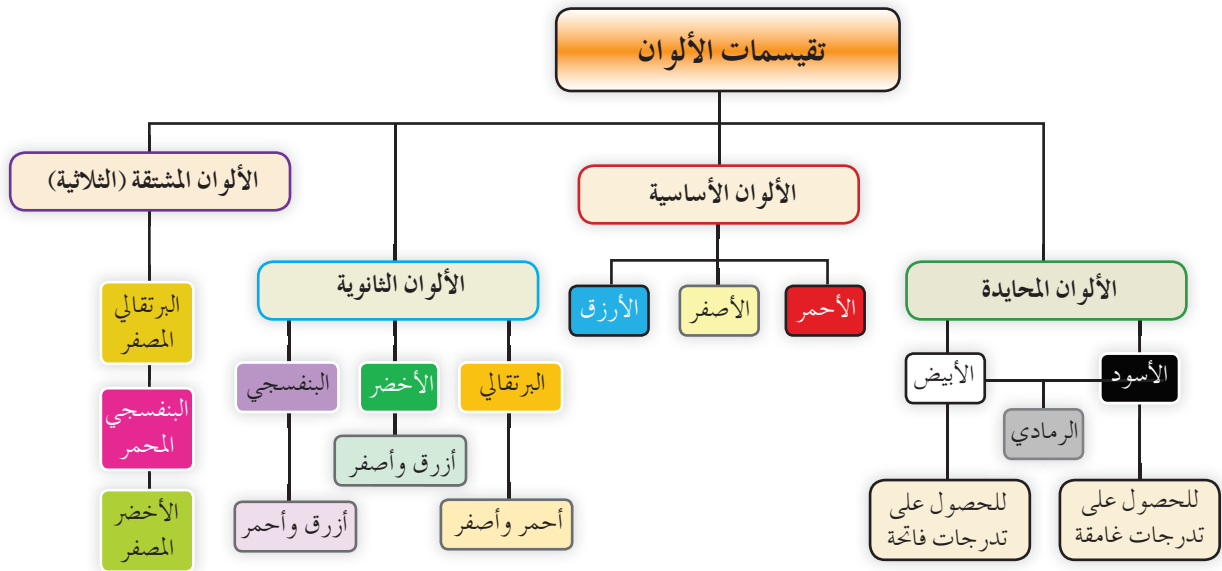 تقيسمات الألوان
الألوان المحايدة
الأسود
الأبيض
الرمادي
للحصول على
تدرجات غامقة
للحصول على
تدرجات فاتحة
الألوان الأساسية
الأحمر
الأصفر
الأرزق
الألوان الثانوية
البرتقالي
أحمر وأصفر
الأخضر
أزرق وأصفر
البنفسجي
أزرق وأحمر
الألوان المشتقة (الثلاثية)
البرتقالي
المصفر
البنفسجي
المحمر
الأخضر
المصفر